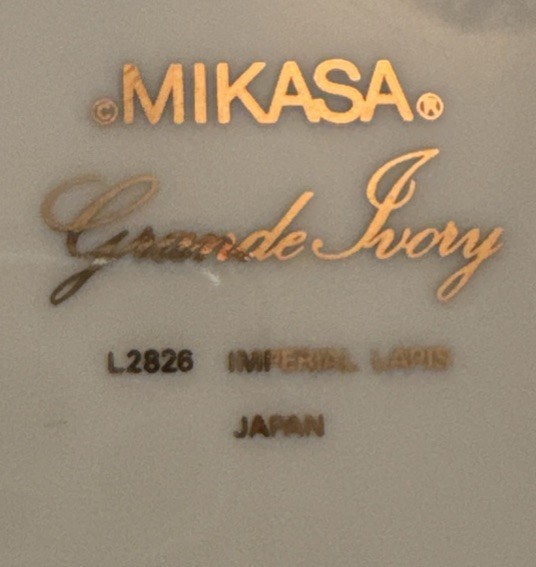 ©MIKASA®
Grande Ivory
L2826 IMPERIAL LAPIS
JAPAN